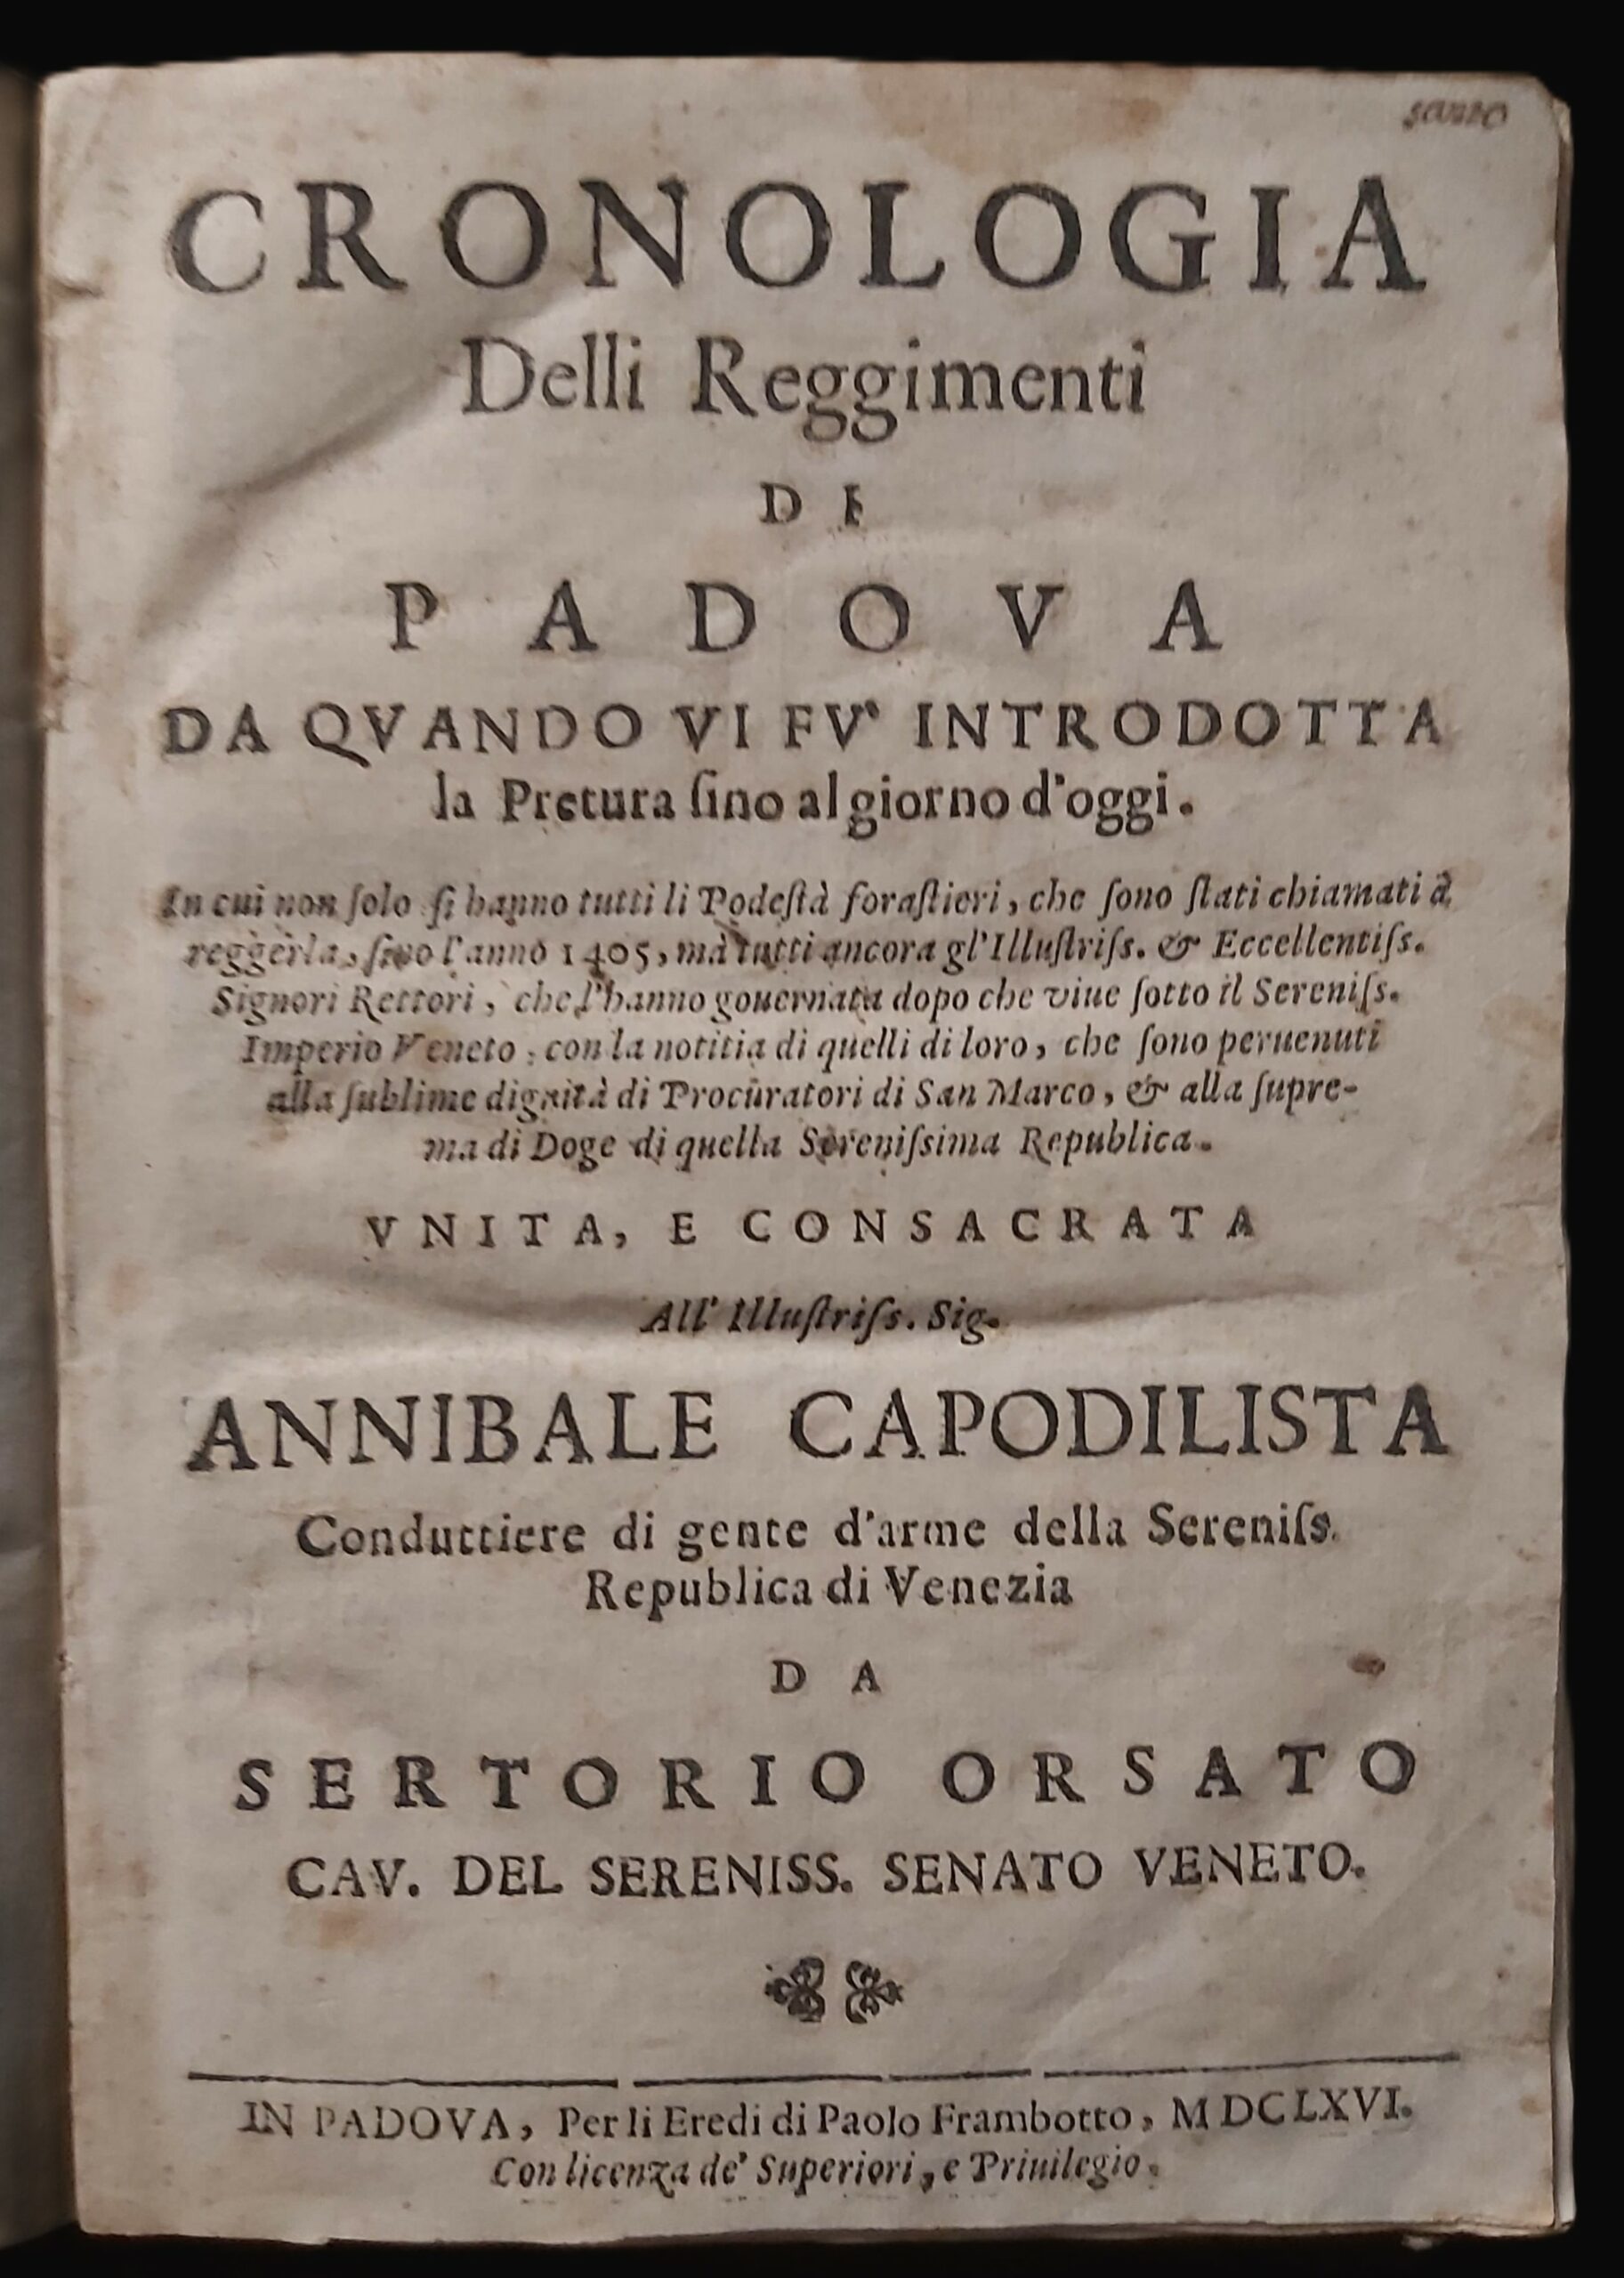 CRONOLOGIA
Delli Reggimenti
DI
PADOVA
DA QVANDO VI FV' INTRODOTTA
la Pretura ſino al giorno d'oggi.
In cui non ſolo ſi hanno tutti li Podeſtà foraſtieri, che ſono ſtati chiamati à
reggerla, ſino l'anno 1405, mà tutti ancora gl'Illuſtriſs. & Eccellentiſs.
Signori Rettori, che l'hanno gouernata dopo che viue ſotto il Sereniſs.
Imperio Veneto; con la notitia di quelli di loro, che ſono peruenuti
alla ſublime dignità di Procuratori di San Marco, & alla ſupre-
ma di Doge di quella Sereniſsima Republica.
VNITA, E CONSACRATA
All' Illuſtriſs. Sig.
ANNIBALE CAPODILISTA
Conduttiere di gente d'arme della Sereniſs.
Republica di Venezia
DA
SERTORIO ORSATO
CAV. DEL SERENISS. SENATO VENETO.
IN PADOVA, Per li Eredi di Paolo Frambotto, MDCLXVI.
Con licenza de' Superiori, e Priuilegio.